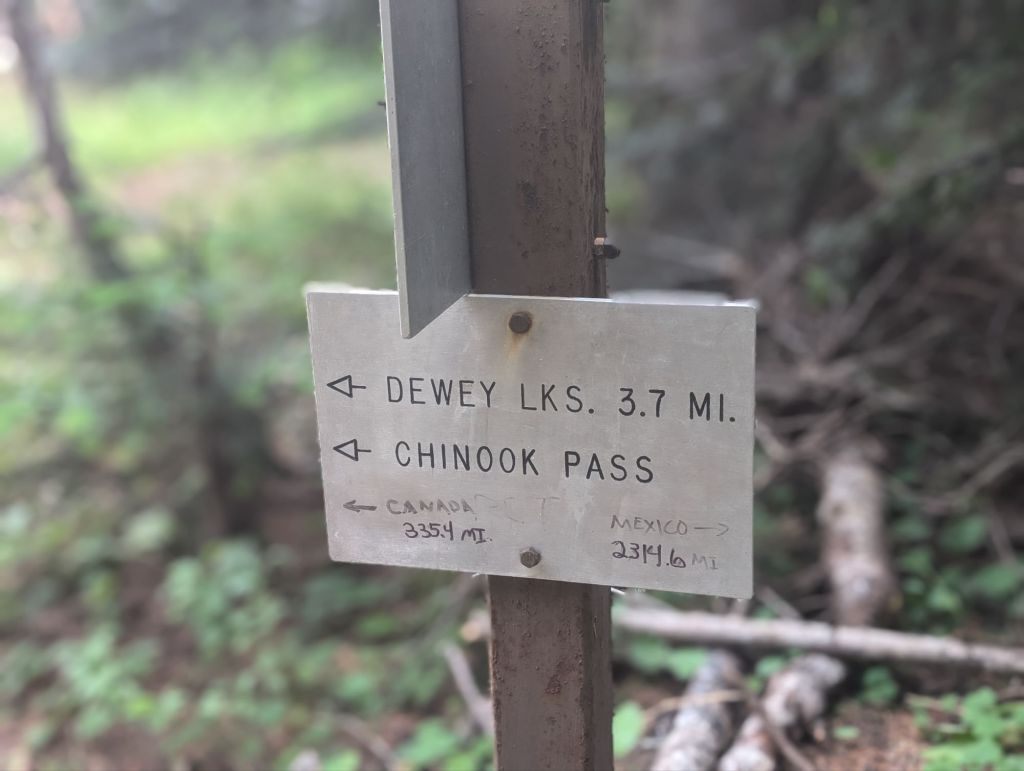 DEWEY LKS. 3.7 MI.
CHINOOK PASS
CANADA
335.4 MI.
MEXICO
2314.6 MI